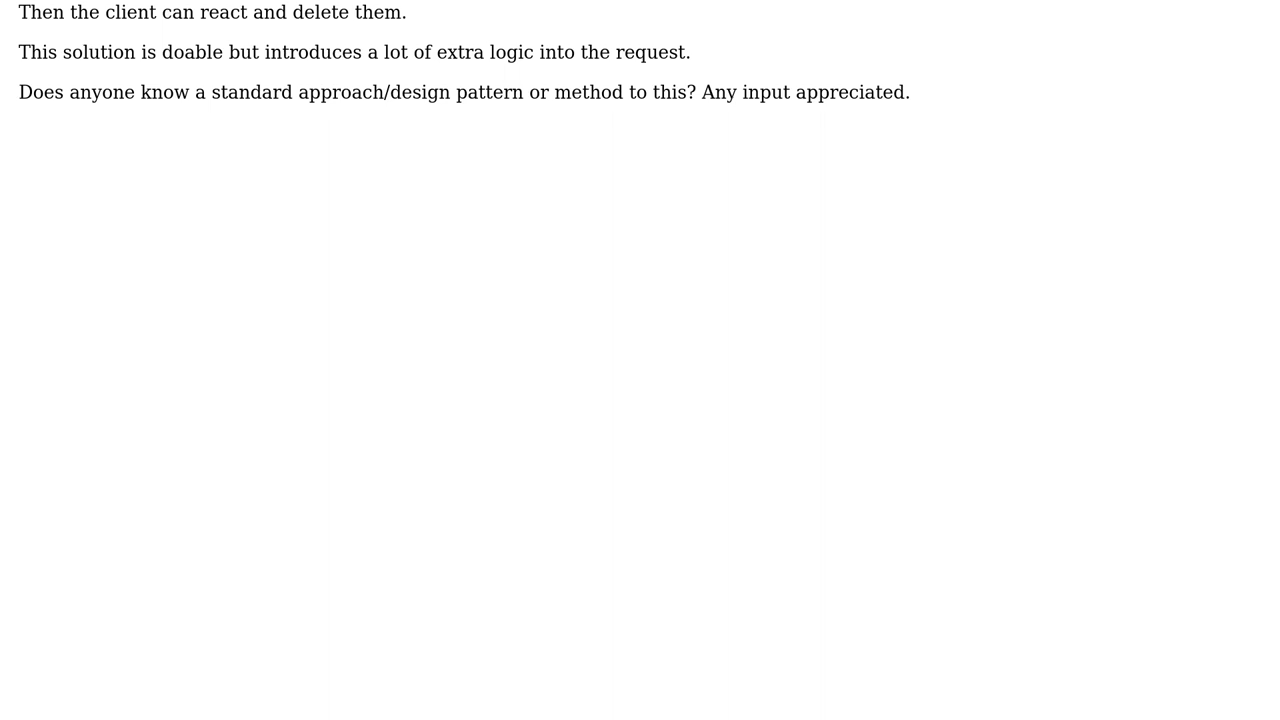 Then the client can react and delete them.
This solution is doable but introduces a lot of extra logic into the request.
Does anyone know a standard approach/design pattern or method to this? Any input appreciated.